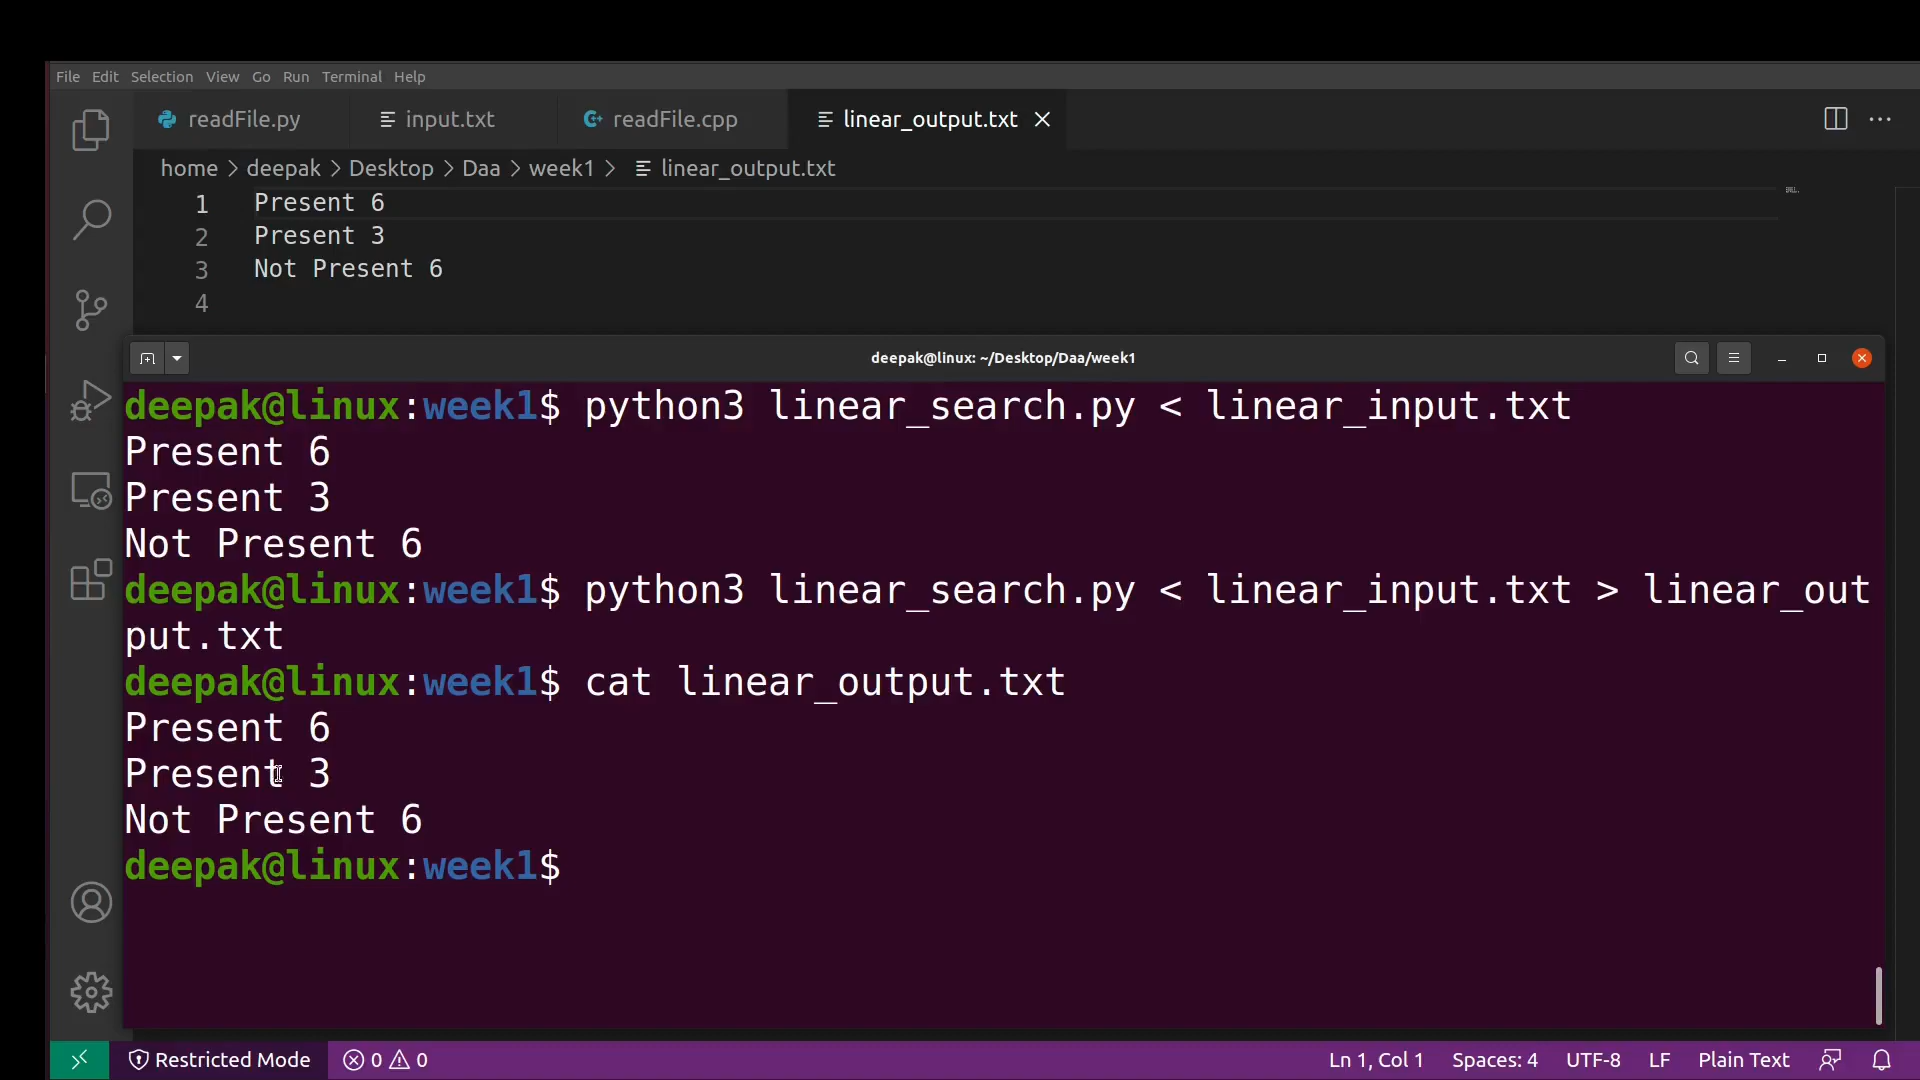 File Edit Selection View Go Run Terminal Help
readFile.py input.txt readFile.cpp linear_output.txt
home > deepak > Desktop > Daa > week1 > linear_output.txt
1 Present 6
2 Present 3
3 Not Present 6
4
deepak@linux: ~/Desktop/Daa/week1
deepak@linux:week1$ python3 linear_search.py < linear_input.txt
Present 6
Present 3
Not Present 6
deepak@linux:week1$ python3 linear_search.py < linear_input.txt > linear_out
put.txt
deepak@linux:week1$ cat linear_output.txt
Present 6
Present 3
Not Present 6
deepak@linux:week1$
Restricted Mode 0 0 Ln 1, Col 1 Spaces: 4 UTF-8 LF Plain Text